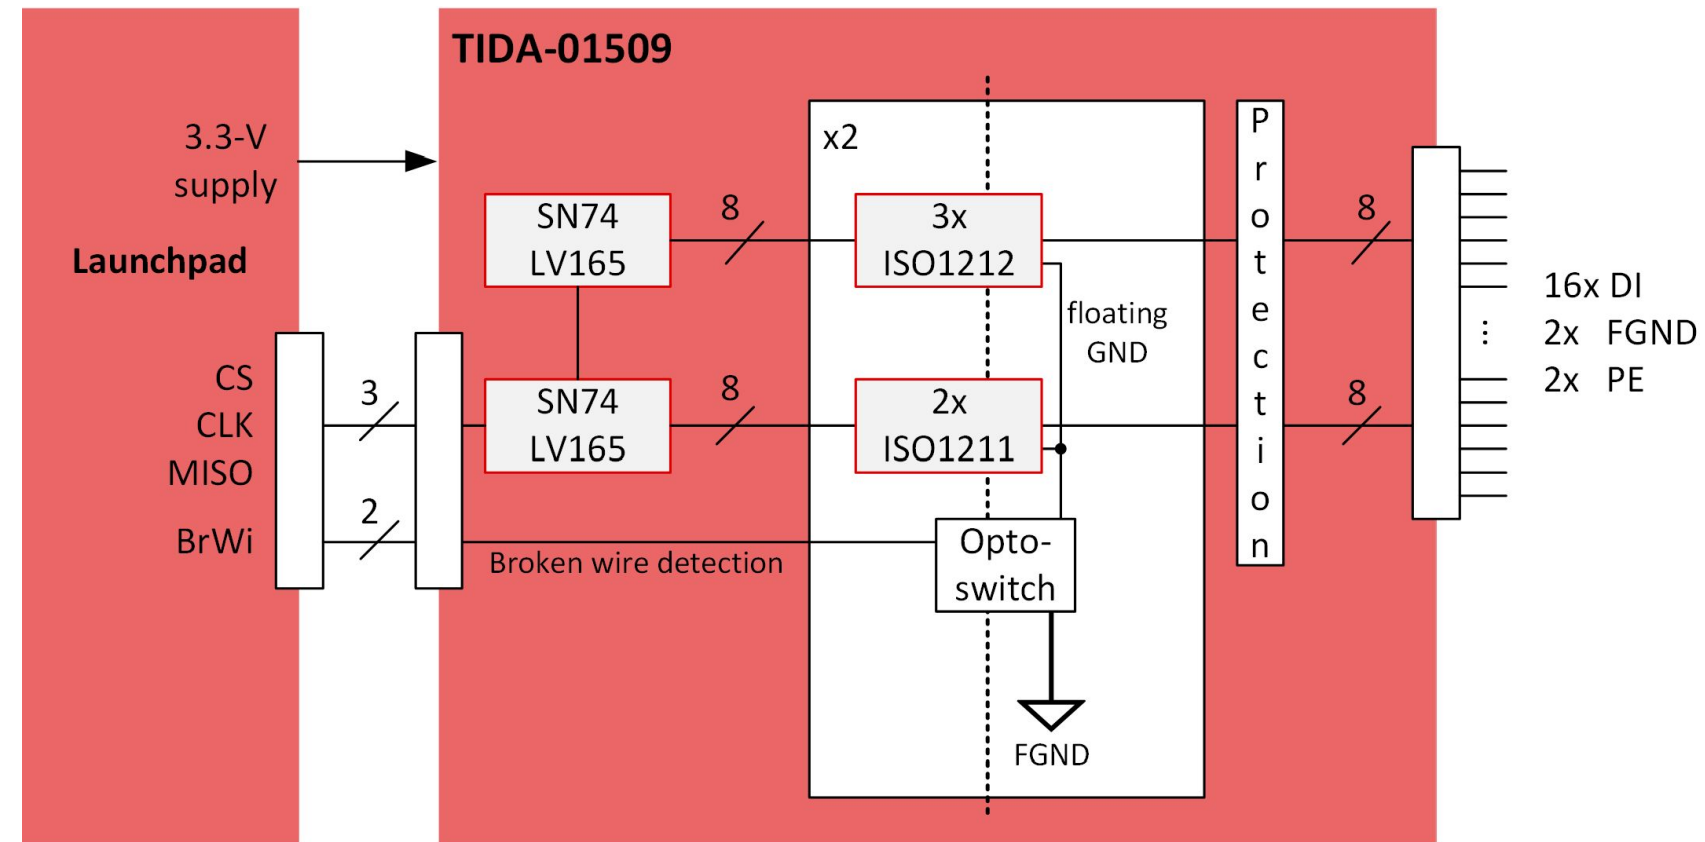 TIDA-01509
3.3-V
supply
Launchpad
CS
CLK
MISO
BrWi
3
2
SN74
LV165
SN74
LV165
8
8
Broken wire detection
x2
3x
ISO1212
2x
ISO1211
floating
GND
Opto-
switch
FGND
Protection
8
8
16x DI
⋮
2x FGND
2x PE